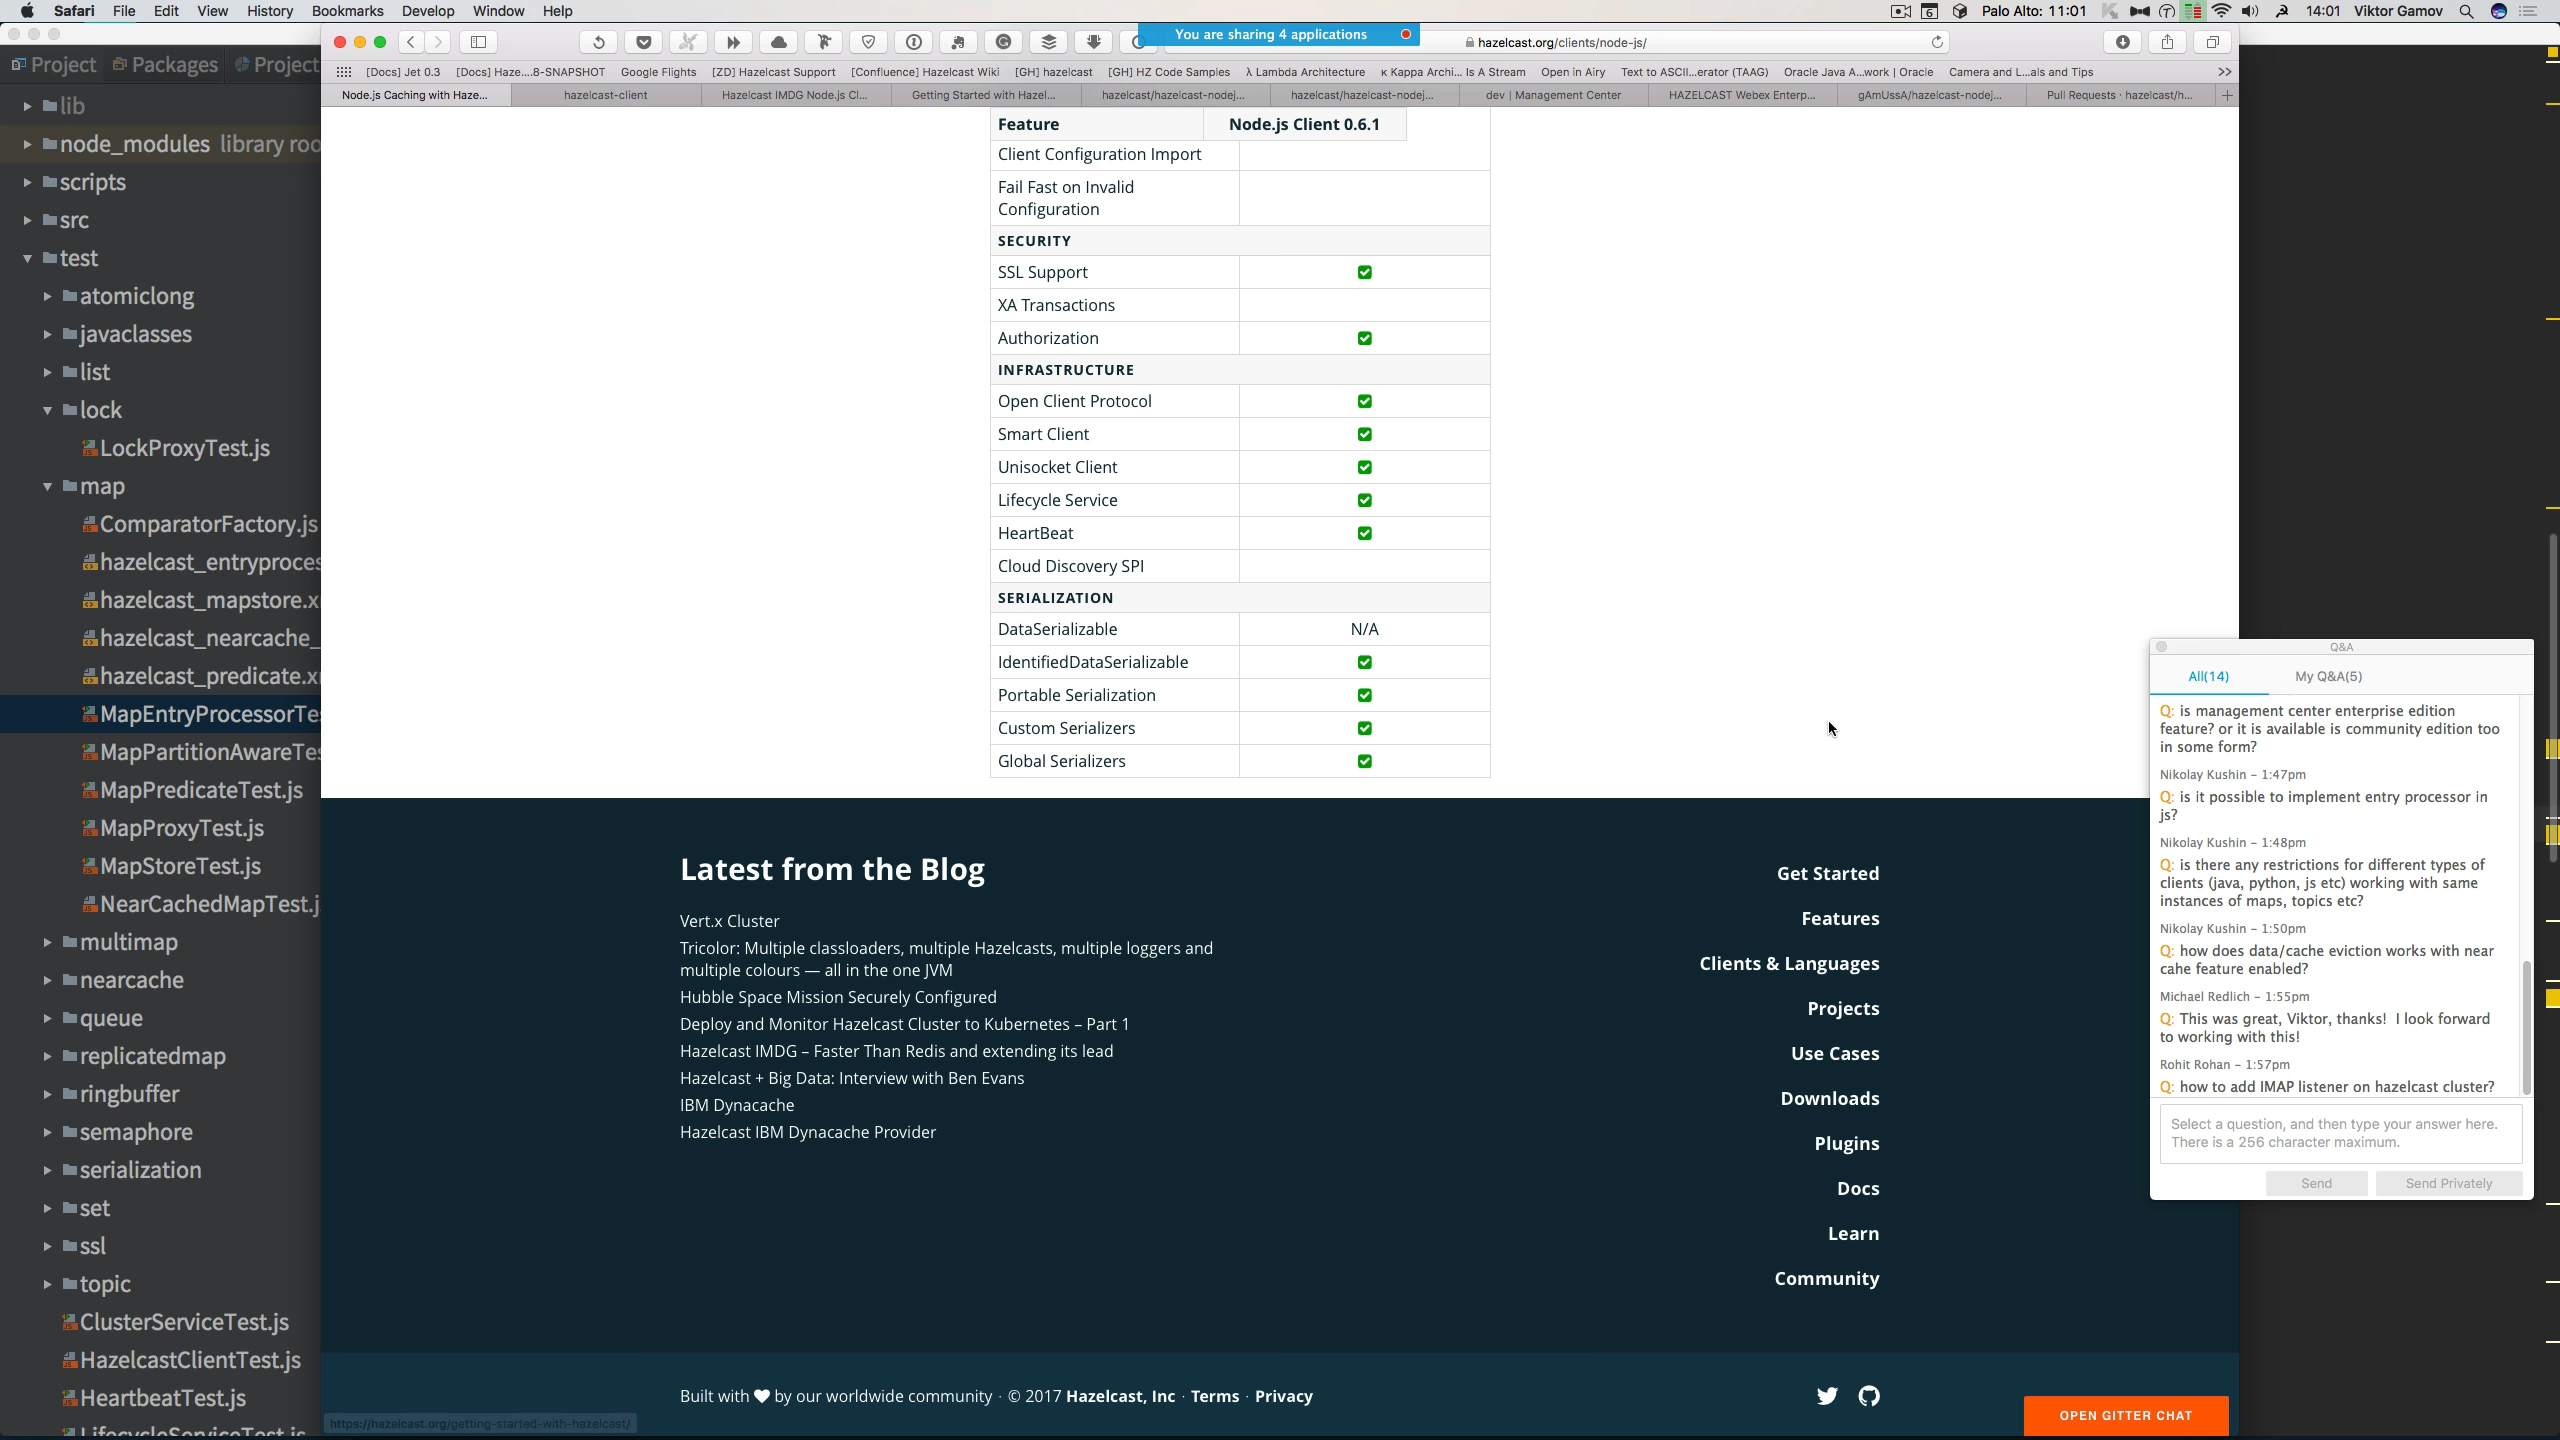 Safari File Edit View History Bookmarks Develop Window Help
6 Palo Alto: 11:01 14:01 Viktor Gamov
You are sharing 4 applications
hazelcast.org/clients/node-js/
[Docs] Jet 0.3 [Docs] Haze....8-SNAPSHOT Google Flights [ZD] Hazelcast Support [Confluence] Hazelcast Wiki [GH] hazelcast [GH] HZ Code Samples λ Lambda Architecture κ Kappa Archi... Is A Stream Open in Airy Text to ASCII...erator (TAAG) Oracle Java A...work | Oracle Camera and L...als and Tips >>
Node.js Caching with Haze... hazelcast-client Hazelcast IMDG Node.js Cl... Getting Started with Hazel... hazelcast/hazelcast-nodej... hazelcast/hazelcast-nodej... dev | Management Center HAZELCAST Webex Enterp... gAmUssA/hazelcast-nodej... Pull Requests · hazelcast/h... +
Project Packages Project
lib
node_modules library roo
scripts
src
test
atomiclong
javaclasses
list
lock
LockProxyTest.js
map
ComparatorFactory.js
hazelcast_entryproces
hazelcast_mapstore.x
hazelcast_nearcache_
hazelcast_predicate.x
MapEntryProcessorTes
MapPartitionAwareTes
MapPredicateTest.js
MapProxyTest.js
MapStoreTest.js
NearCachedMapTest.j
multimap
nearcache
queue
replicatedmap
ringbuffer
semaphore
serialization
set
ssl
topic
ClusterServiceTest.js
HazelcastClientTest.js
HeartbeatTest.js
LifecycleServiceTest.js
Feature Node.js Client 0.6.1
Client Configuration Import
Fail Fast on Invalid
Configuration
SECURITY
SSL Support
XA Transactions
Authorization
INFRASTRUCTURE
Open Client Protocol
Smart Client
Unisocket Client
Lifecycle Service
HeartBeat
Cloud Discovery SPI
SERIALIZATION
DataSerializable N/A
IdentifiedDataSerializable
Portable Serialization
Custom Serializers
Global Serializers
Latest from the Blog
Vert.x Cluster
Tricolor: Multiple classloaders, multiple Hazelcasts, multiple loggers and
multiple colours — all in the one JVM
Hubble Space Mission Securely Configured
Deploy and Monitor Hazelcast Cluster to Kubernetes – Part 1
Hazelcast IMDG – Faster Than Redis and extending its lead
Hazelcast + Big Data: Interview with Ben Evans
IBM Dynacache
Hazelcast IBM Dynacache Provider
Get Started
Features
Clients & Languages
Projects
Use Cases
Downloads
Plugins
Docs
Learn
Community
Built with ♥ by our worldwide community · © 2017 Hazelcast, Inc · Terms · Privacy
https://hazelcast.org/getting-started-with-hazelcast/
OPEN GITTER CHAT
Q&A
All(14) My Q&A(5)
Q: is management center enterprise edition
feature? or it is available is community edition too
in some form?
Nikolay Kushin – 1:47pm
Q: is it possible to implement entry processor in
js?
Nikolay Kushin – 1:48pm
Q: is there any restrictions for different types of
clients (java, python, js etc) working with same
instances of maps, topics etc?
Nikolay Kushin – 1:50pm
Q: how does data/cache eviction works with near
cahe feature enabled?
Michael Redlich – 1:55pm
Q: This was great, Viktor, thanks! I look forward
to working with this!
Rohit Rohan – 1:57pm
Q: how to add IMAP listener on hazelcast cluster?
Select a question, and then type your answer here.
There is a 256 character maximum.
Send Send Privately